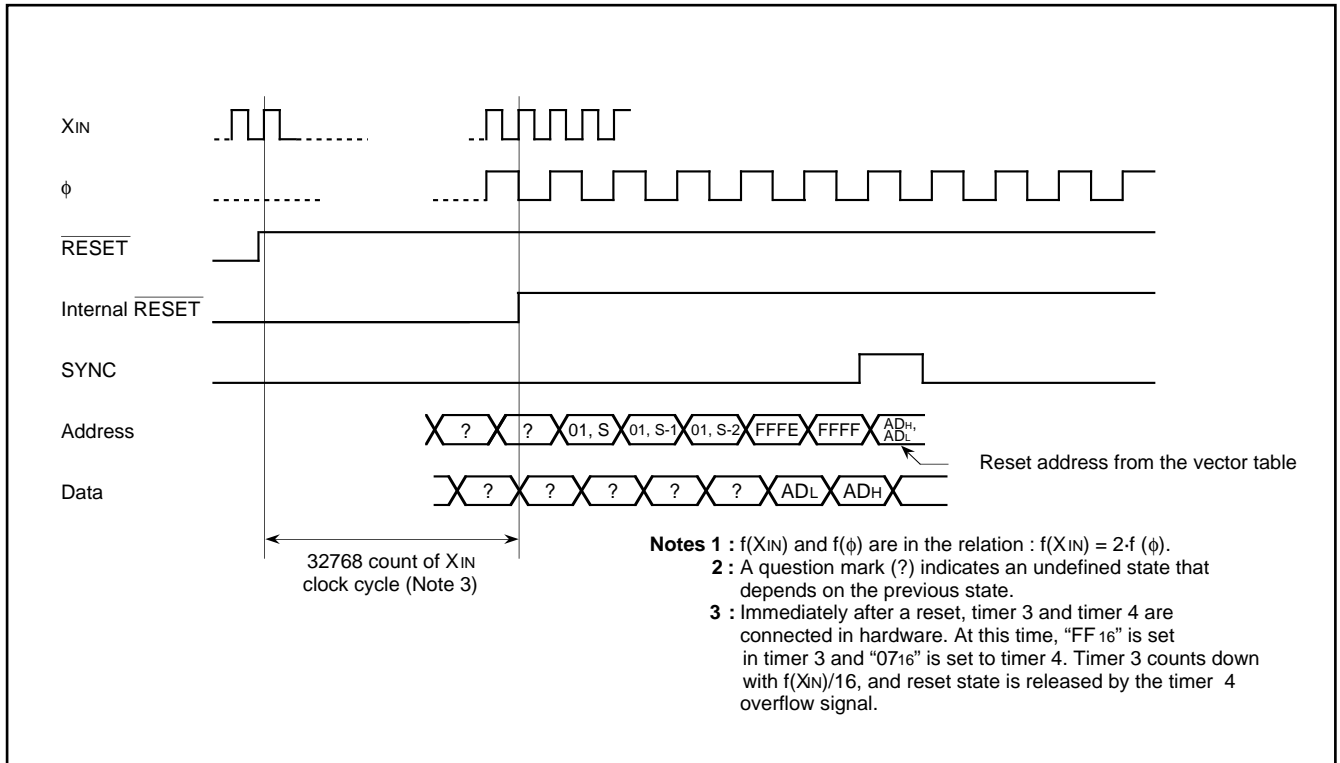 XIN
ϕ
RESET
Internal RESET
SYNC
Address
? ? 01, S 01, S-1 01, S-2 FFFE FFFF ADH, ADL
Reset address from the vector table
Data
? ? ? ? ? ADL ADH
32768 count of XIN
clock cycle (Note 3)
Notes 1 : f(XIN) and f(ϕ) are in the relation : f(XIN) = 2·f (ϕ).
2 : A question mark (?) indicates an undefined state that
depends on the previous state.
3 : Immediately after a reset, timer 3 and timer 4 are
connected in hardware. At this time, “FF16” is set
in timer 3 and “0716” is set to timer 4. Timer 3 counts down
with f(XIN)/16, and reset state is released by the timer 4
overflow signal.